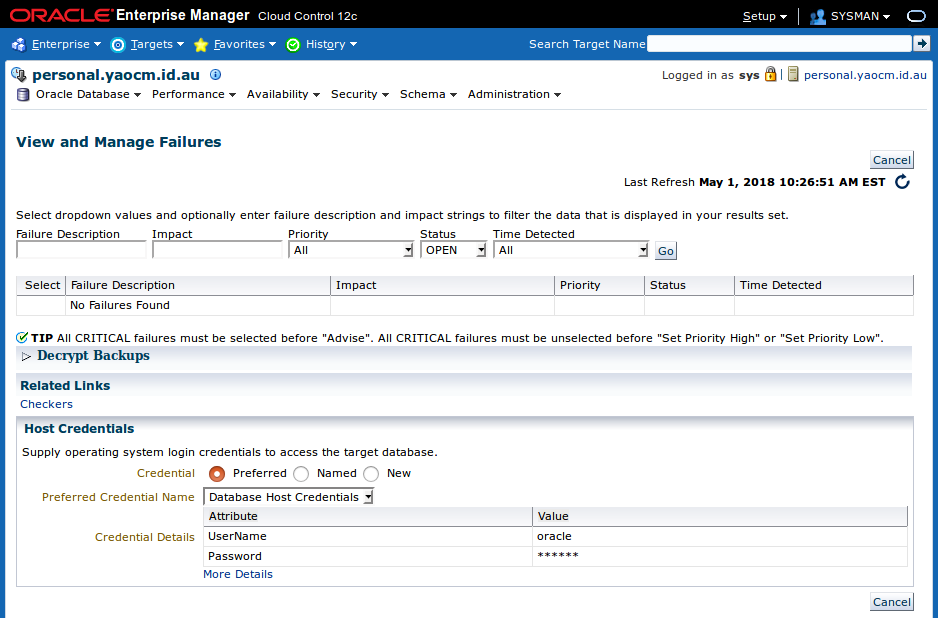 ORACLE Enterprise Manager Cloud Control 12c Setup SYSMAN
Enterprise Targets Favorites History Search Target Name
personal.yaocm.id.au Logged in as sys personal.yaocm.id.au
Oracle Database Performance Availability Security Schema Administration
View and Manage Failures
Cancel
Last Refresh May 1, 2018 10:26:51 AM EST
Select dropdown values and optionally enter failure description and impact strings to filter the data that is displayed in your results set.
Failure Description Impact Priority Status Time Detected
All OPEN All Go
Select Failure Description Impact Priority Status Time Detected
No Failures Found
TIP All CRITICAL failures must be selected before "Advise". All CRITICAL failures must be unselected before "Set Priority High" or "Set Priority Low".
Decrypt Backups
Related Links
Checkers
Host Credentials
Supply operating system login credentials to access the target database.
Credential Preferred Named New
Preferred Credential Name Database Host Credentials
Attribute Value
Credential Details UserName oracle
Password ******
More Details
Cancel